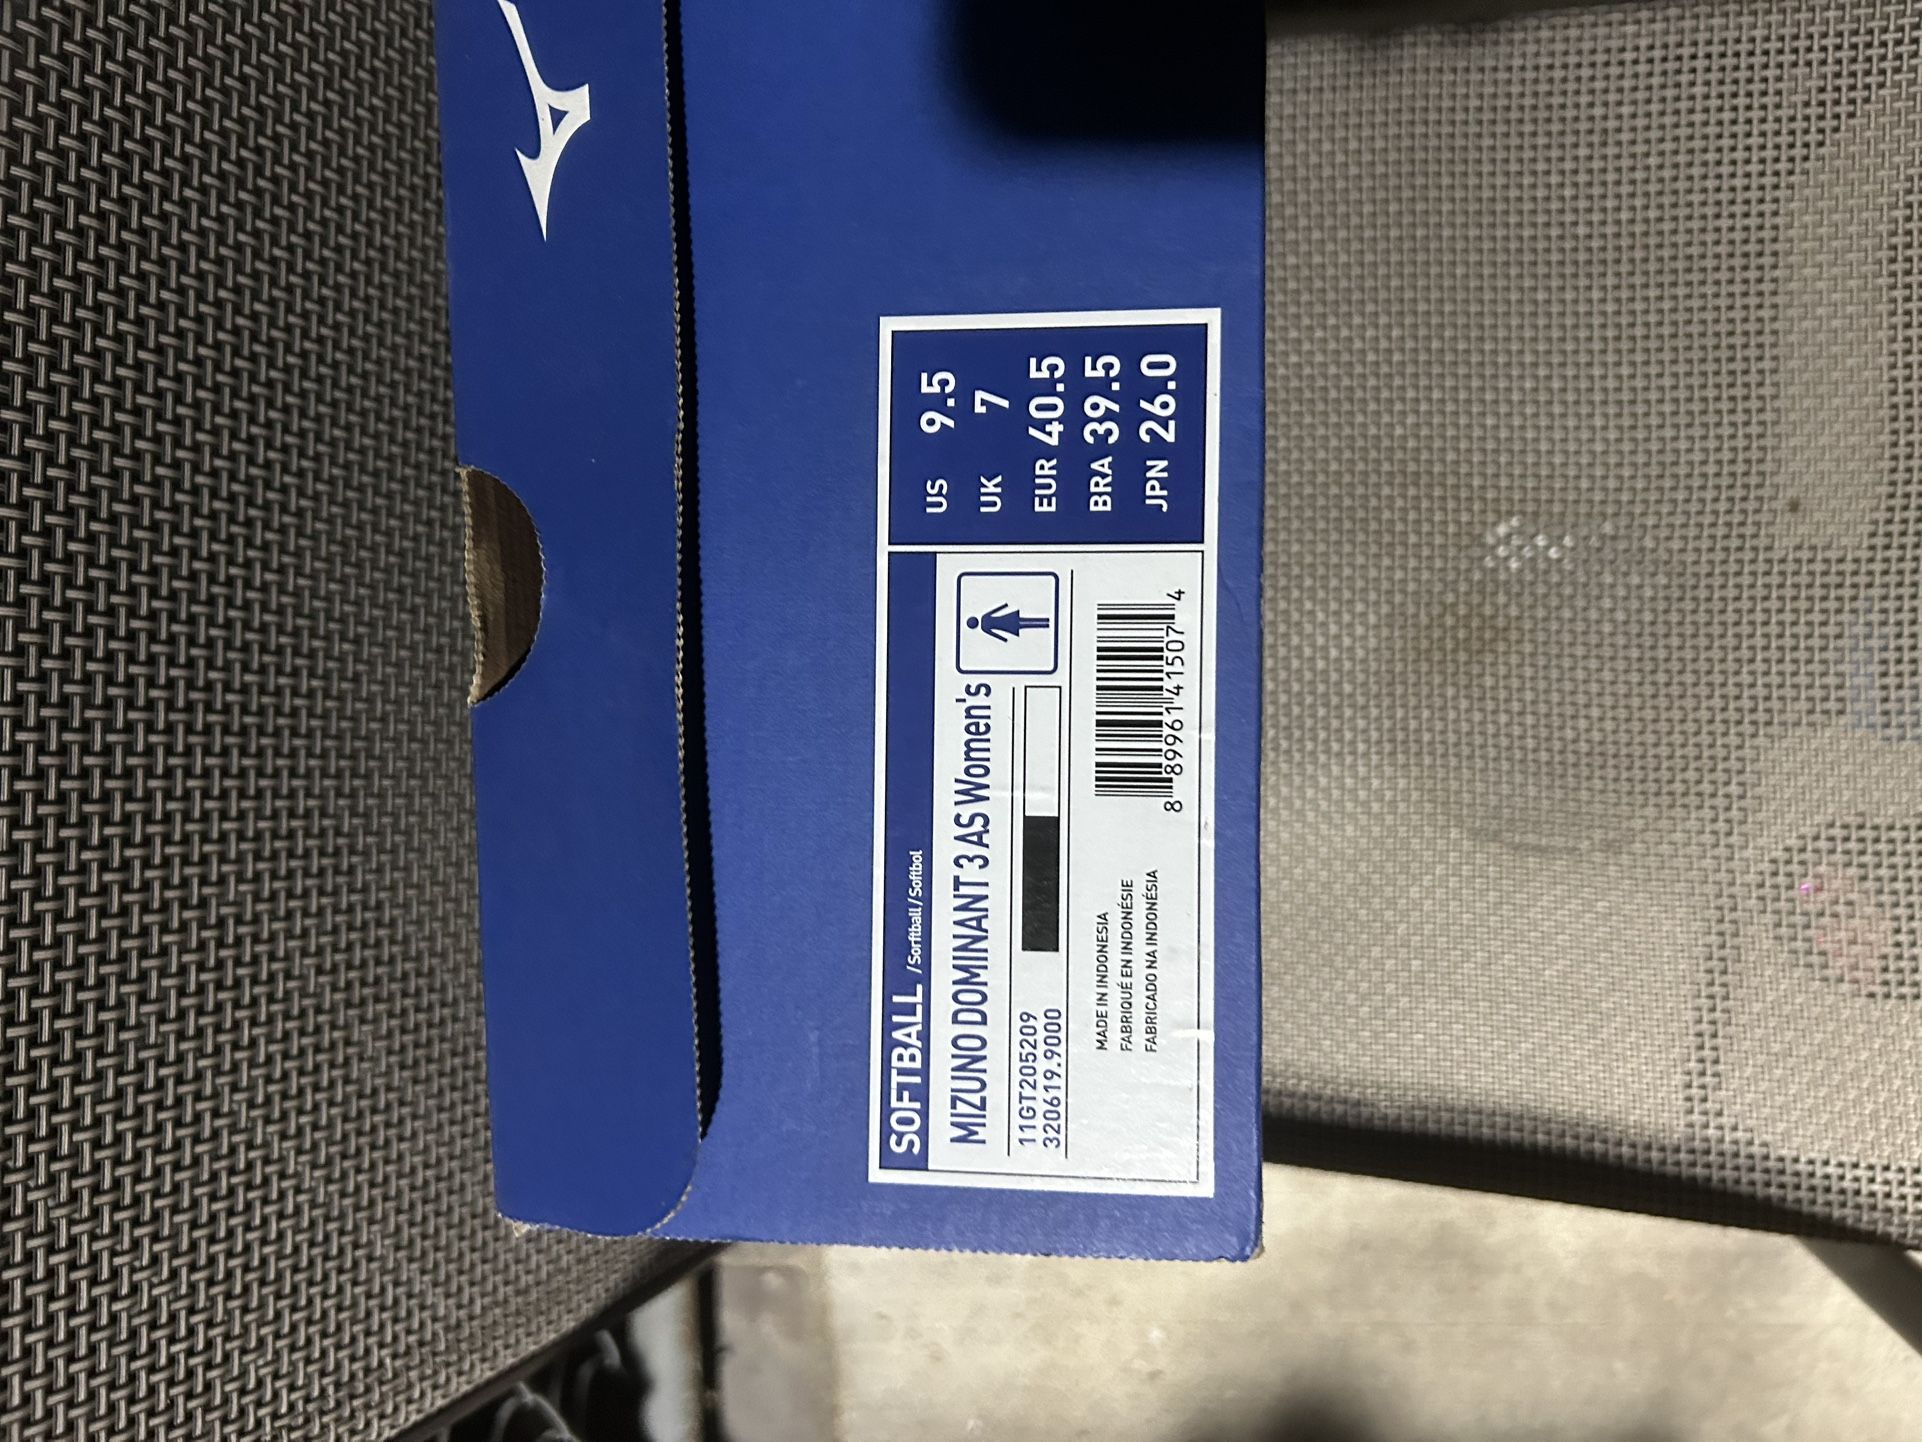 SOFTBALL / Sorftball / Softbol
MIZUNO DOMINANT 3 AS Women's
11GT205209
320619.9000
MADE IN INDONESIA
FABRIQUÉ EN INDONÉSIE
FABRICADO NA INDONÉSIA
8 89961 41507 4
US 9.5
UK 7
EUR 40.5
BRA 39.5
JPN 26.0